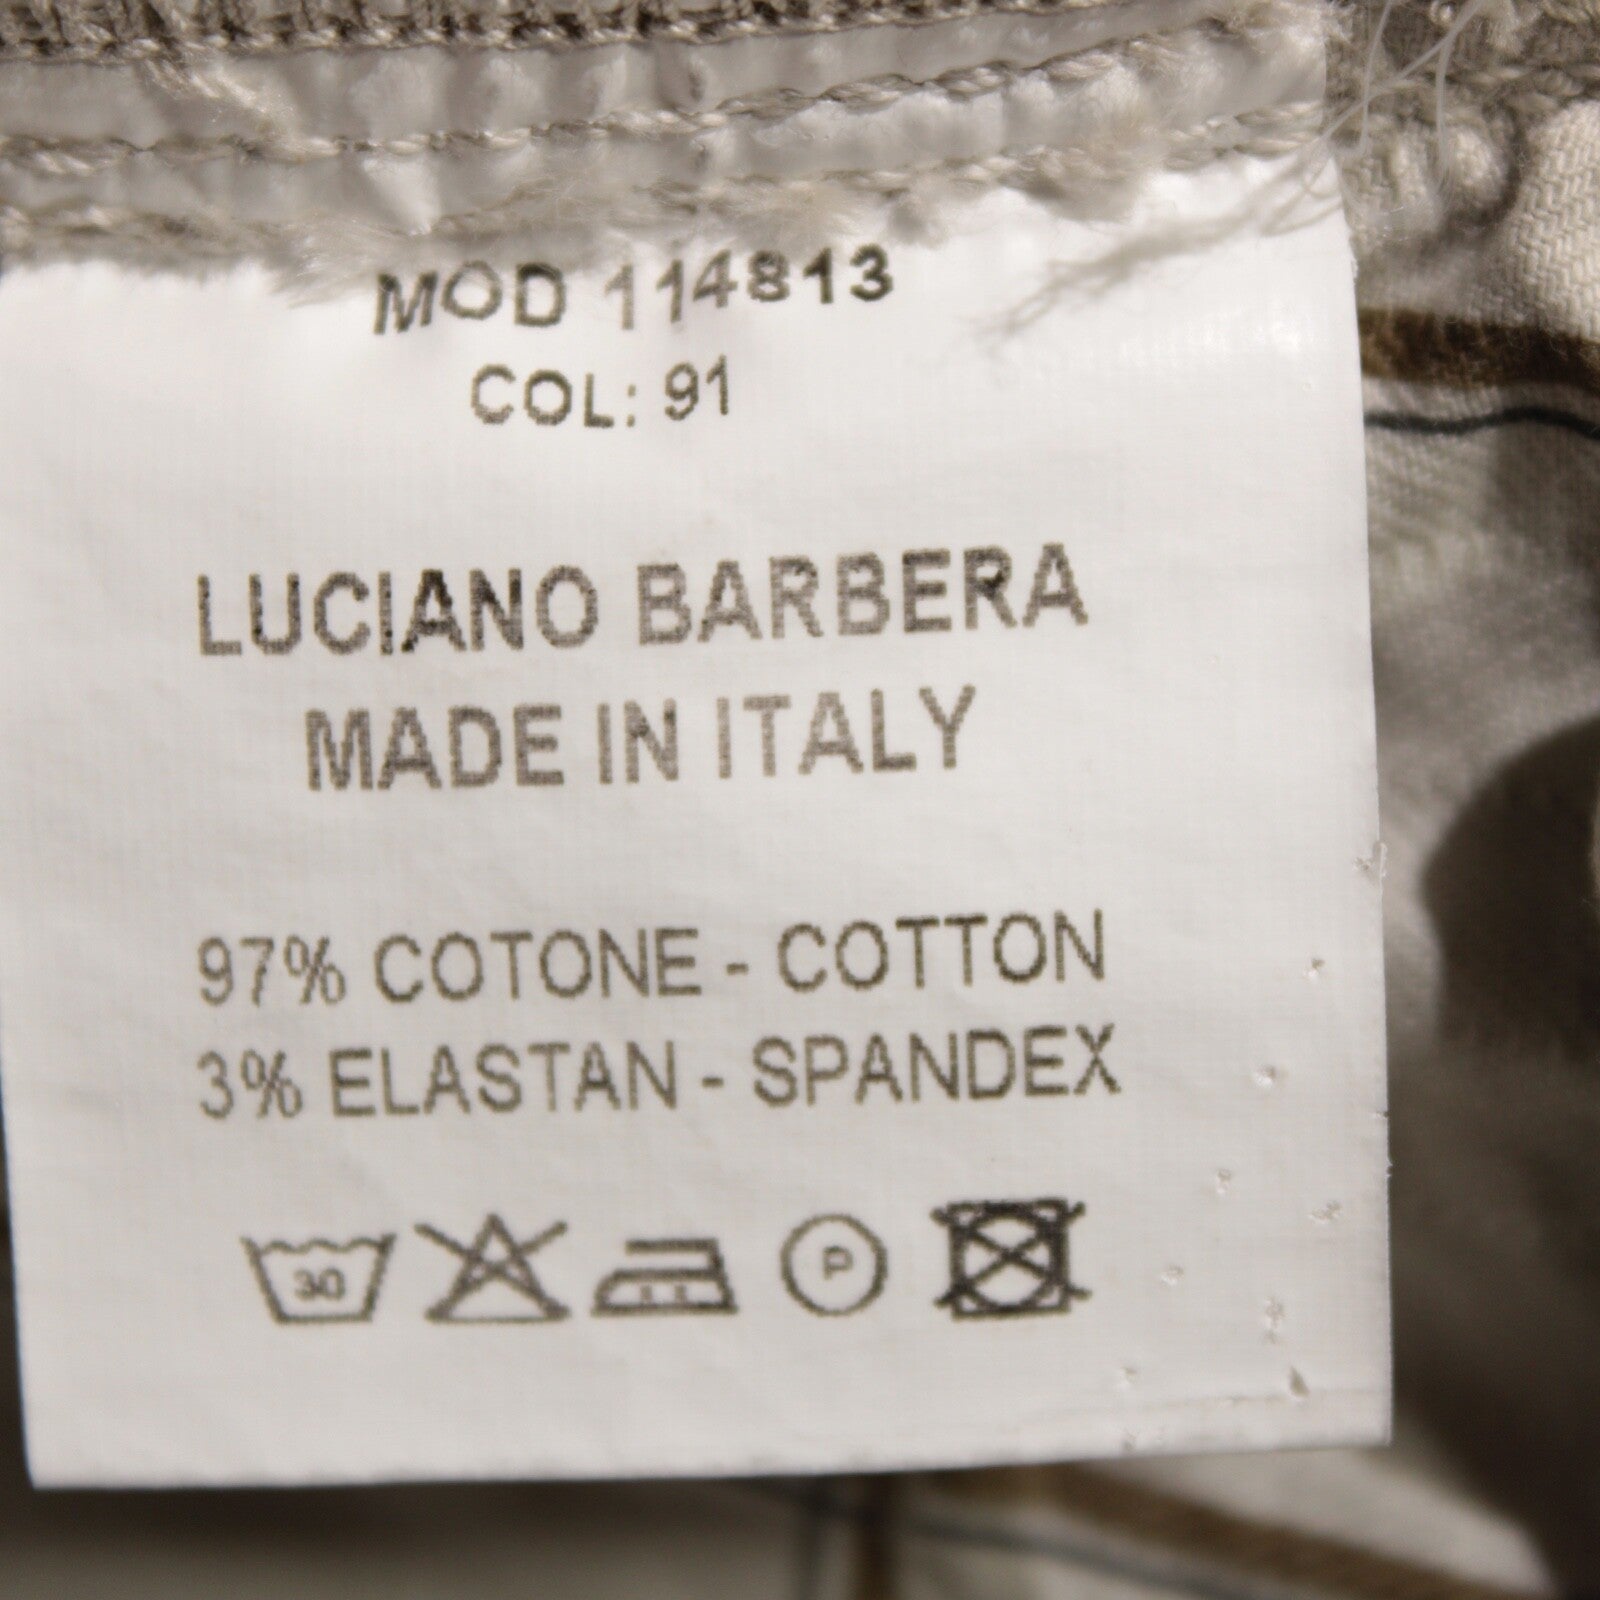 MOD 114813
COL: 91
LUCIANO BARBERA
MADE IN ITALY
97% COTONE - COTTON
3% ELASTAN - SPANDEX
30 P